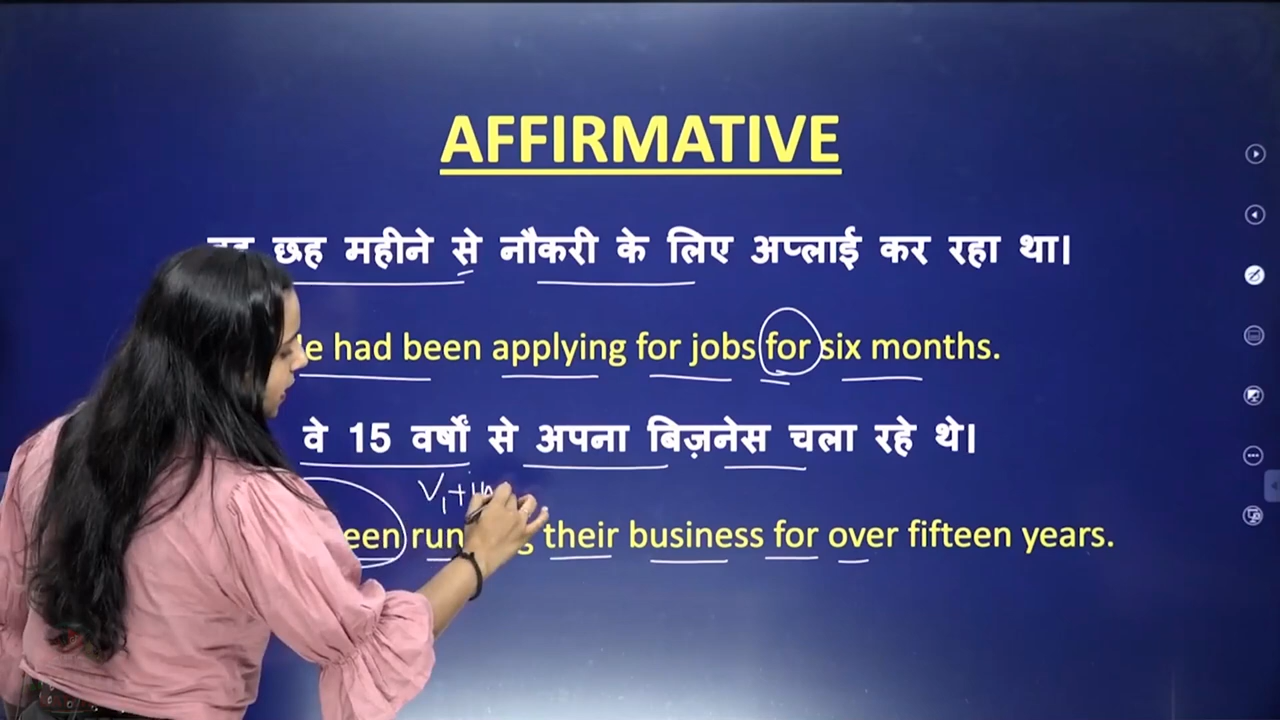 AFFIRMATIVE
छह महीने से नौकरी के लिए अप्लाई कर रहा था।
had been applying for jobs for six months.
वे 15 वर्षों से अपना बिज़नेस चला रहे थे।
V1+in
their business for over fifteen years.